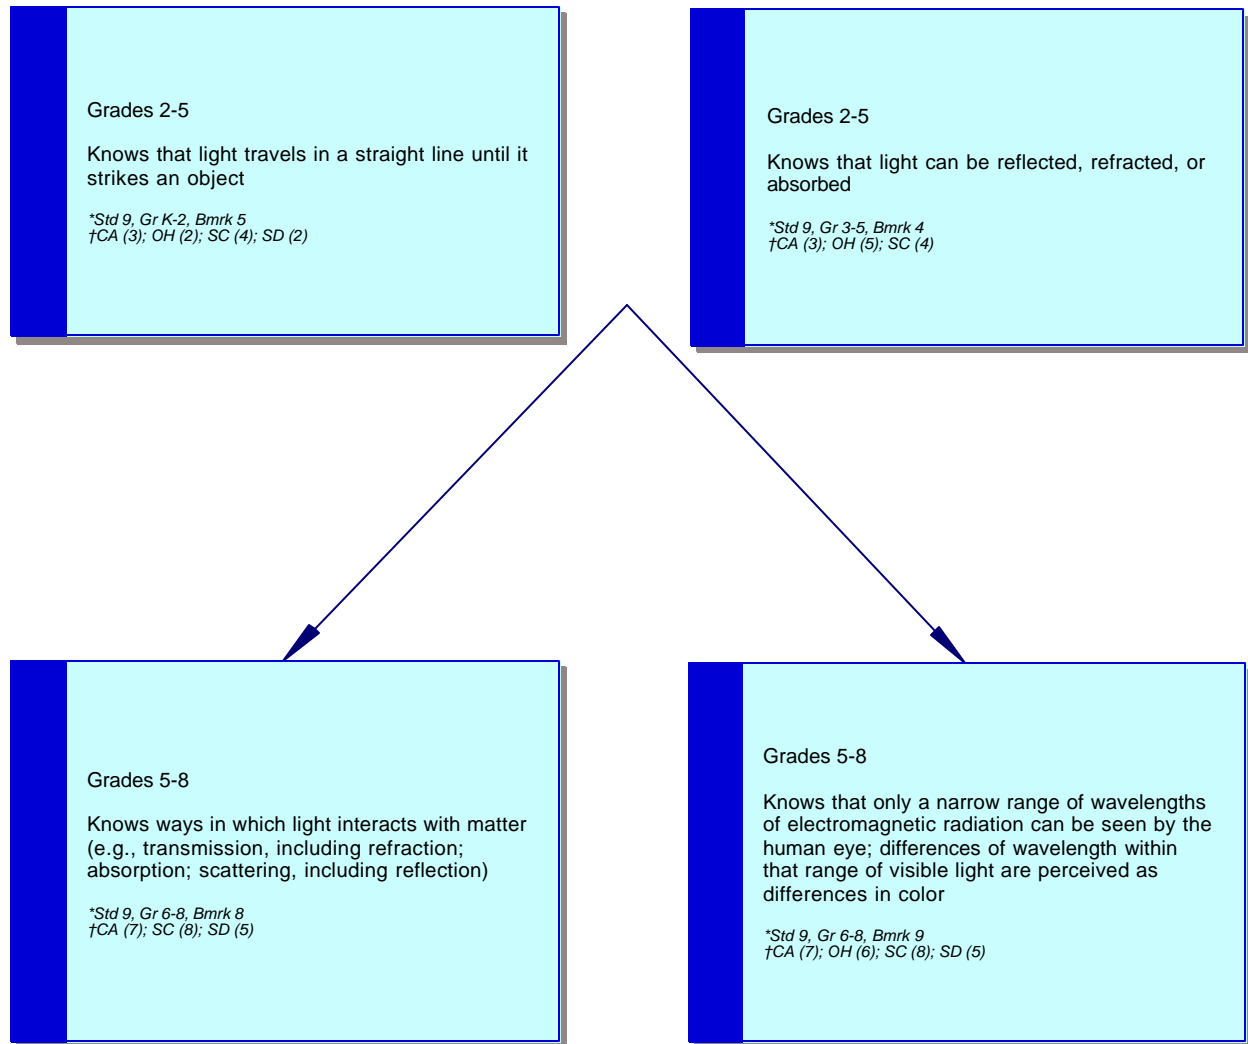 Grades 2-5
Knows that light travels in a straight line until it
strikes an object
*Std 9, Gr K-2, Bmrk 5
†CA (3); OH (2); SC (4); SD (2)
Grades 2-5
Knows that light can be reflected, refracted, or
absorbed
*Std 9, Gr 3-5, Bmrk 4
†CA (3); OH (5); SC (4)
Grades 5-8
Knows ways in which light interacts with matter
(e.g., transmission, including refraction;
absorption; scattering, including reflection)
*Std 9, Gr 6-8, Bmrk 8
†CA (7); SC (8); SD (5)
Grades 5-8
Knows that only a narrow range of wavelengths
of electromagnetic radiation can be seen by the
human eye; differences of wavelength within
that range of visible light are perceived as
differences in color
*Std 9, Gr 6-8, Bmrk 9
†CA (7); OH (6); SC (8); SD (5)